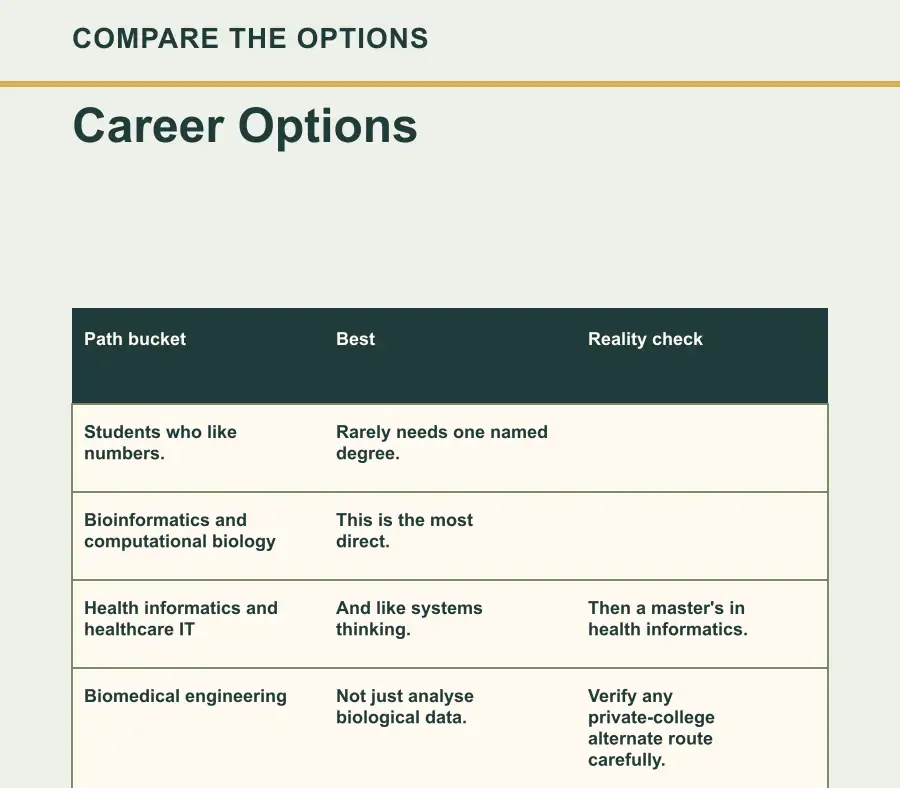 COMPARE THE OPTIONS
Career Options
Path bucket
Best
Reality check
Students who like
numbers.
Rarely needs one named
degree.
Bioinformatics and
computational biology
This is the most
direct.
Health informatics and
healthcare IT
And like systems
thinking.
Then a master's in
health informatics.
Biomedical engineering
Not just analyse
biological data.
Verify any
private-college
alternate route
carefully.